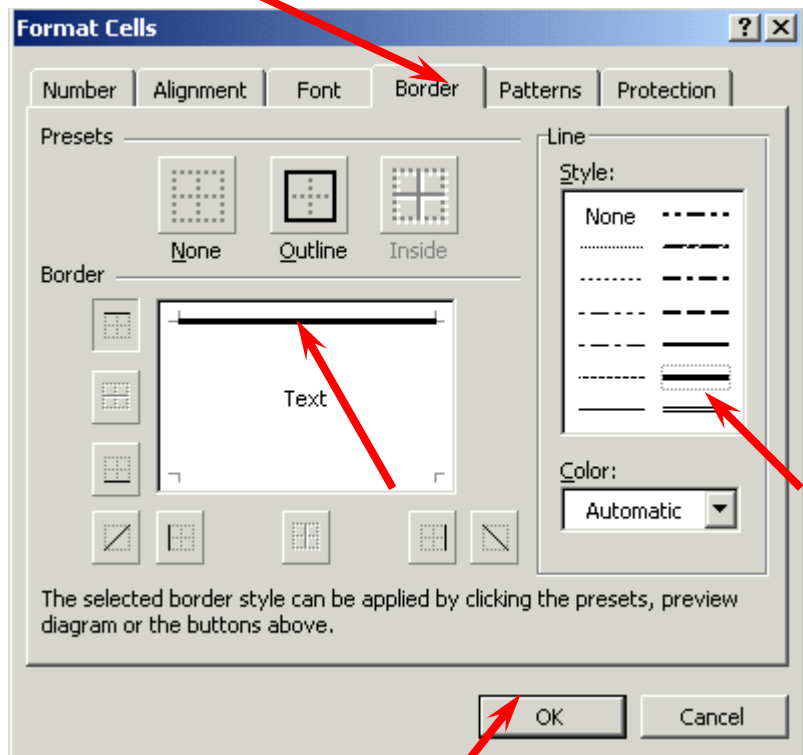 Format Cells
Number Alignment Font Border Patterns Protection
Presets
None Outline Inside
Border
Text
Line
Style:
None
Color:
Automatic
The selected border style can be applied by clicking the presets, preview
diagram or the buttons above.
OK Cancel